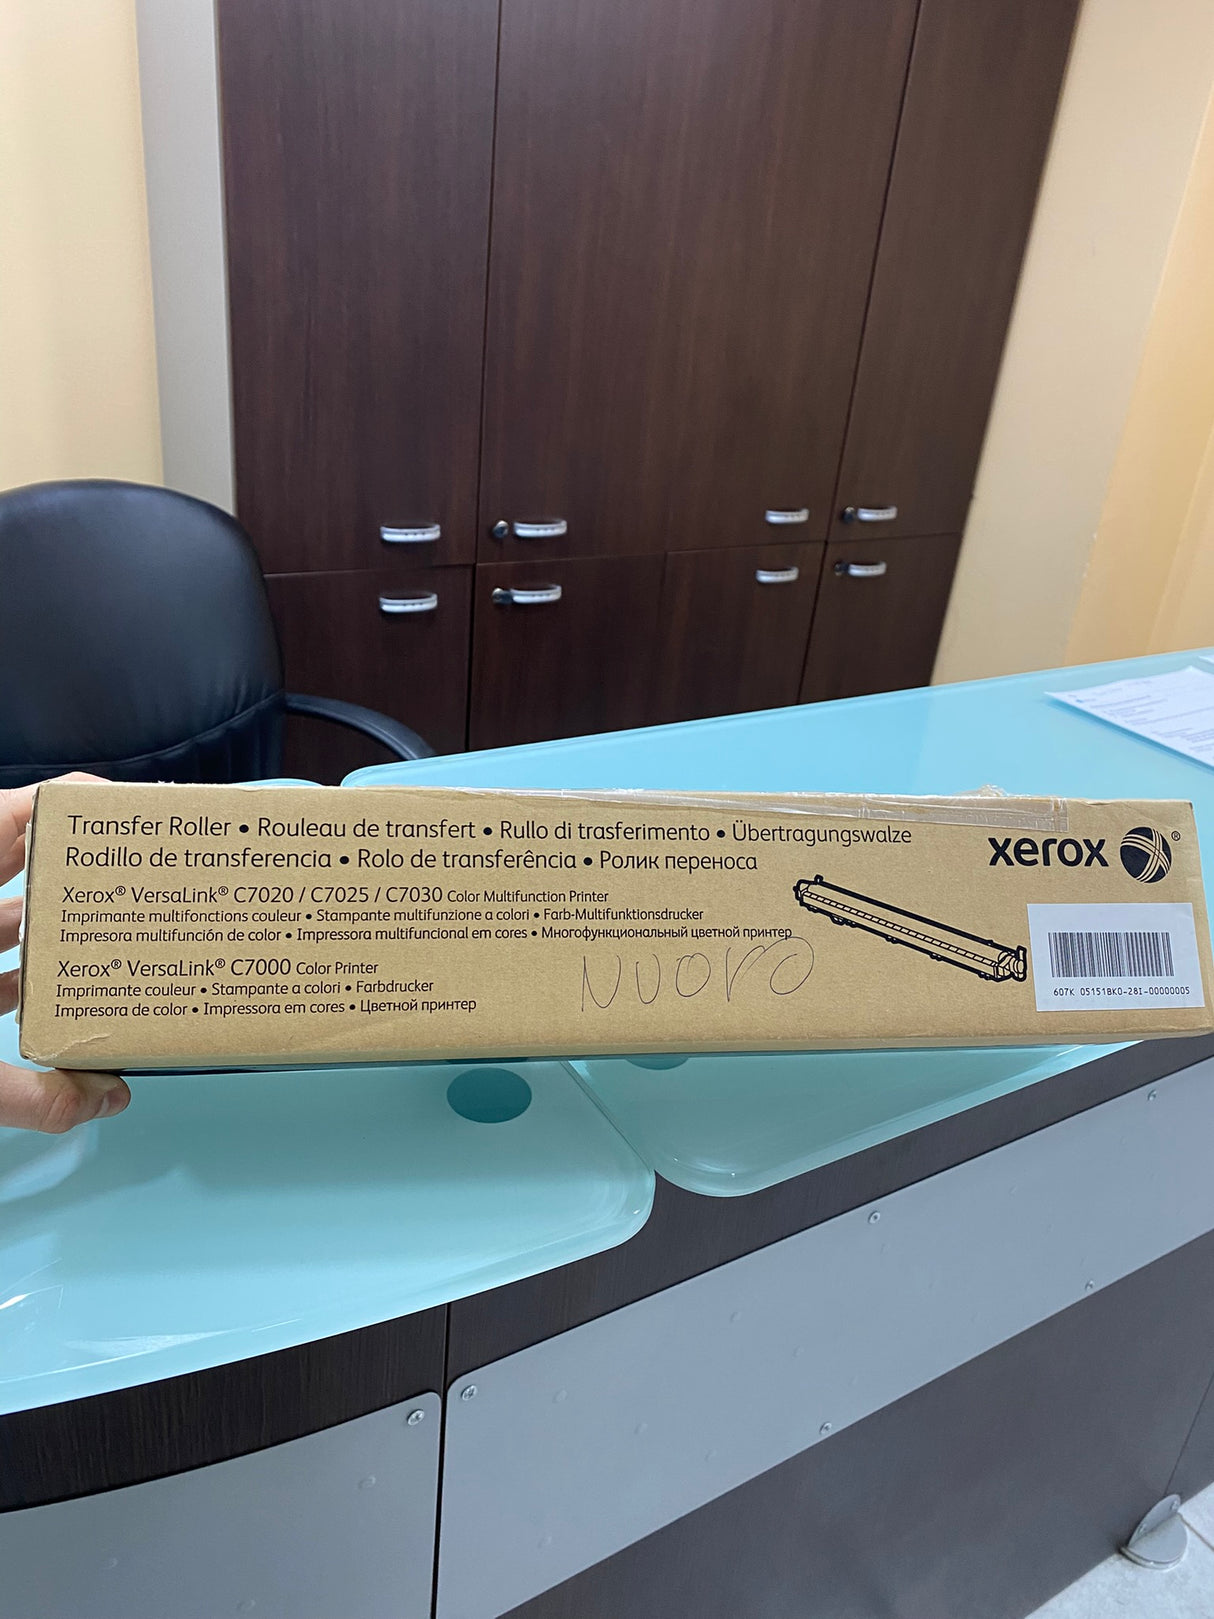 Transfer Roller • Rouleau de transfert • Rullo di trasferimento • Übertragungswalze
Rodillo de transferencia • Rolo de transferência • Ролик переноса
Xerox® VersaLink® C7020 / C7025 / C7030 Color Multifunction Printer
Imprimante multifonctions couleur • Stampante multifunzione a colori • Farb-Multifunktionsdrucker
Impresora multifunción de color • Impressora multifuncional em cores • Многофункциональный цветной принтер
Xerox® VersaLink® C7000 Color Printer
Imprimante couleur • Stampante a colori • Farbdrucker
Impresora de color • Impressora em cores • Цветной принтер
NUOVO
xerox ®
607K 05151BK0-28I-00000005